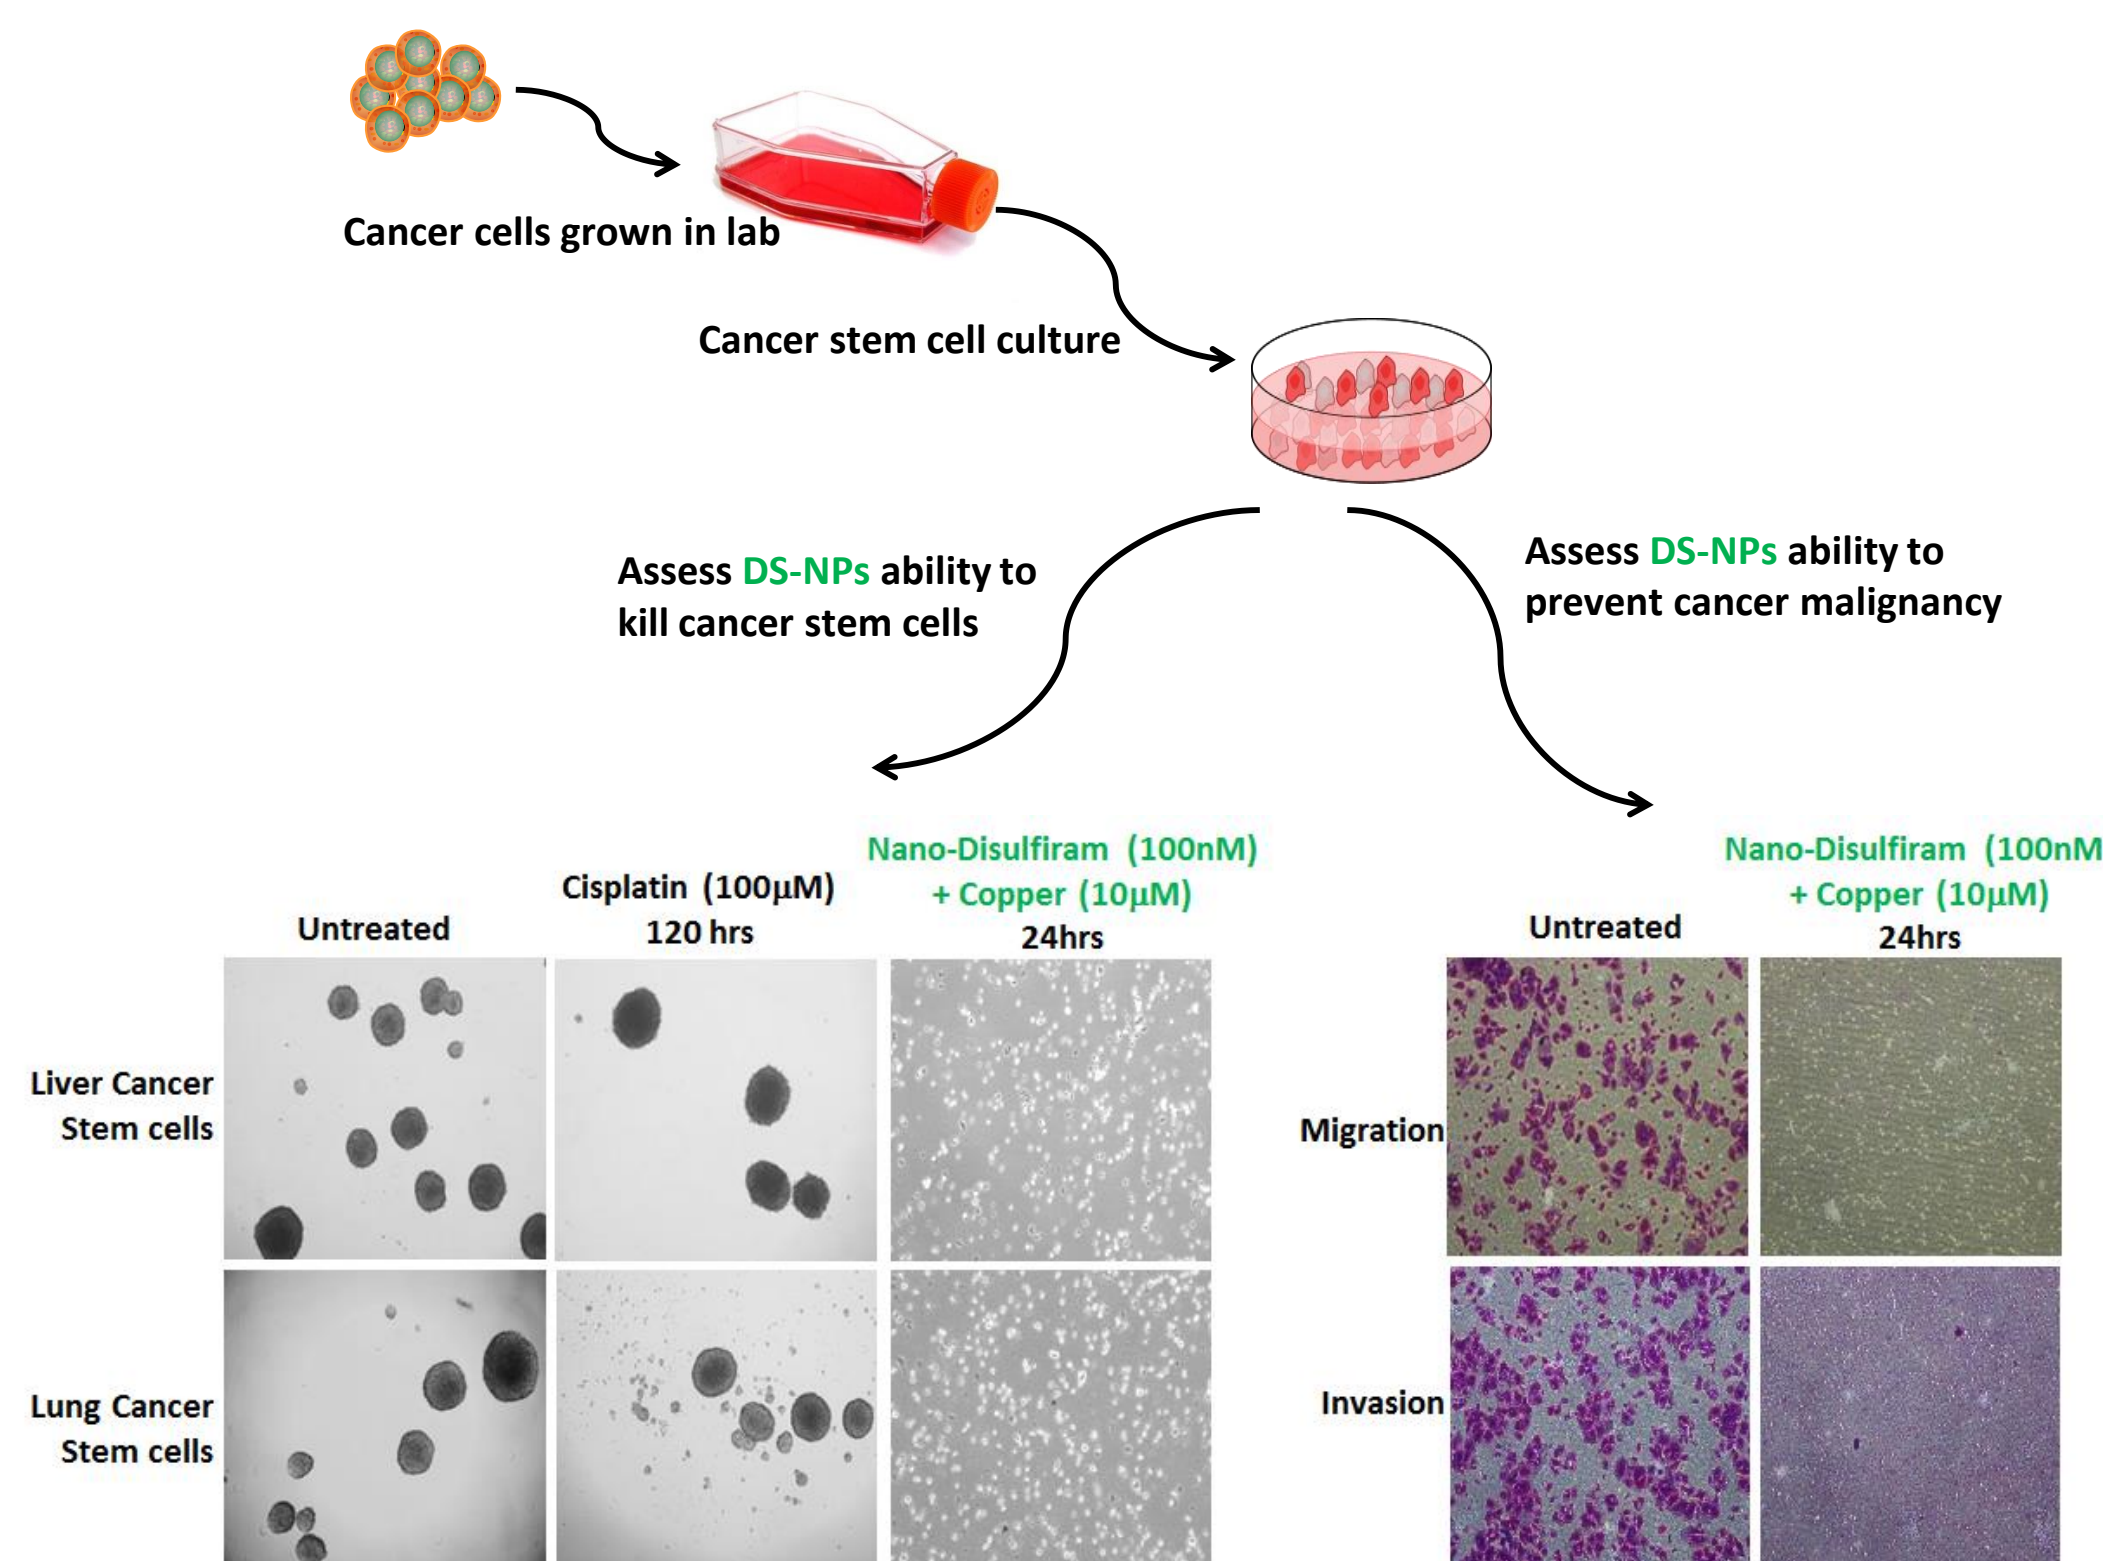 Cancer cells grown in lab
Cancer stem cell culture
Assess DS-NPs ability to
kill cancer stem cells
Assess DS-NPs ability to
prevent cancer malignancy
Untreated
Cisplatin (100μM)
120 hrs
Nano-Disulfiram (100nM)
+ Copper (10μM)
24hrs
Liver Cancer
Stem cells
Lung Cancer
Stem cells
Untreated
Nano-Disulfiram (100nM
+ Copper (10μM)
24hrs
Migration
Invasion